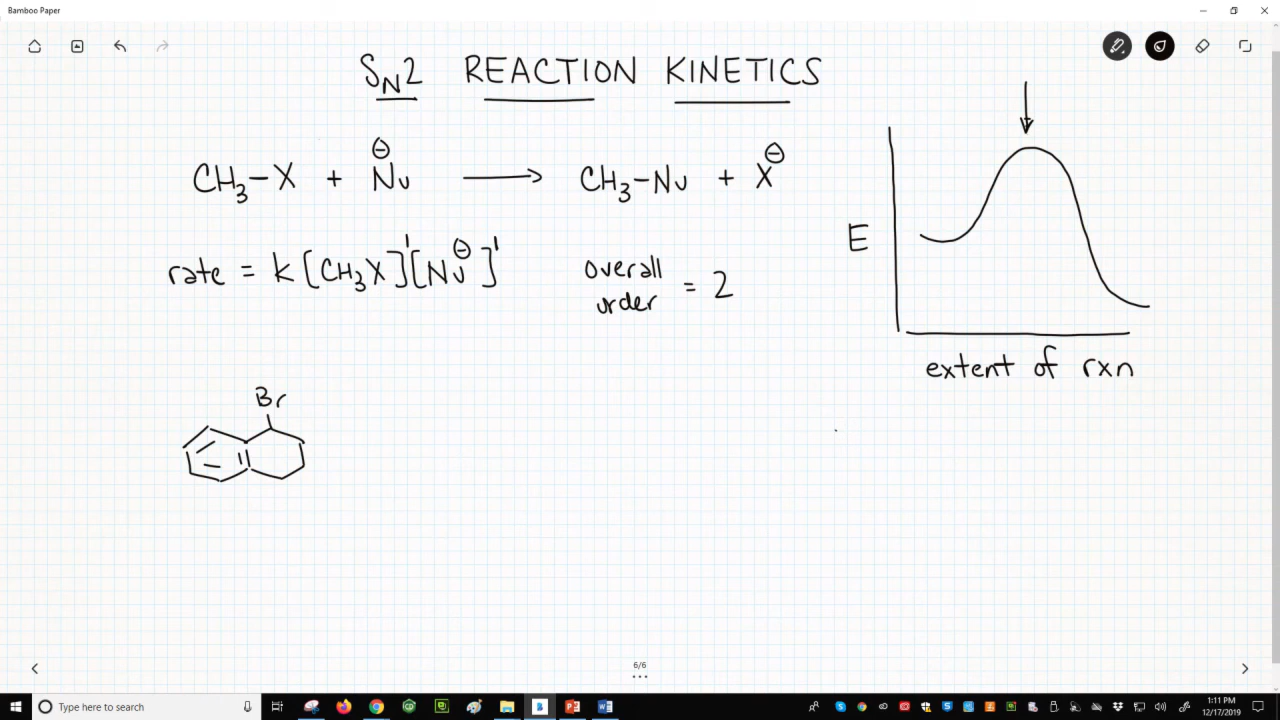 Bamboo Paper
SN2 REACTION KINETICS
CH3-X + Nu⊖ ⟶ CH3-Nu + X⊖
rate = k[CH3X]¹[Nu⊖]¹
overall order = 2
E
extent of rxn
Br
6/6
Type here to search
1:11 PM
12/17/2019